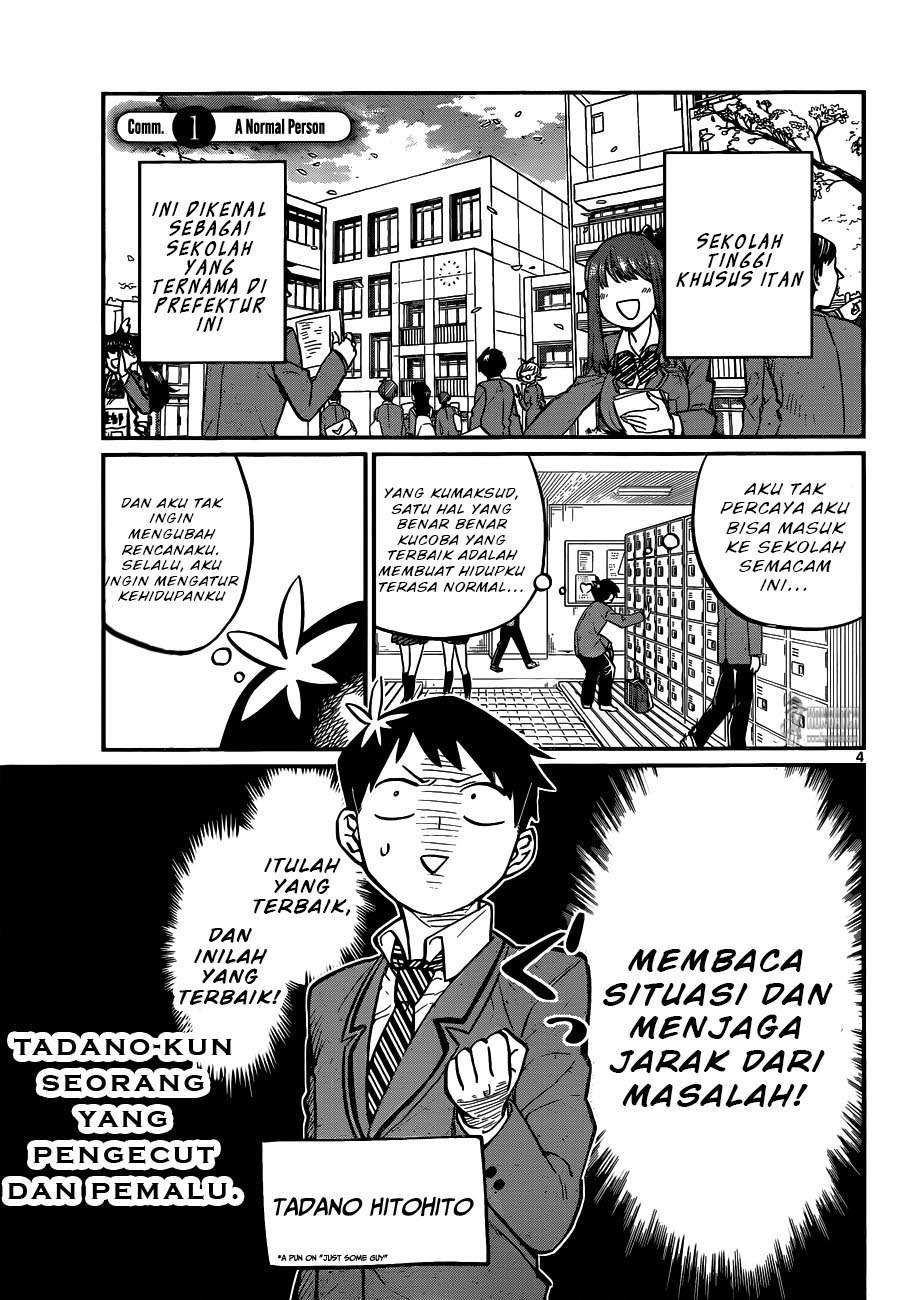 Comm. 1 A Normal Person
SEKOLAH
TINGGI
KHUSUS ITAN
INI DIKENAL
SEBAGAI
SEKOLAH
YANG
TERNAMA DI
PREFEKTUR
INI
AKU TAK
PERCAYA AKU
BISA MASUK
KE SEKOLAH
SEMACAM
INI...
YANG KUMAKSUD,
SATU HAL YANG
BENAR BENAR
KUCOBA YANG
TERBAIK ADALAH
MEMBUAT HIDUPKU
TERASA NORMAL...
DAN AKU TAK
INGIN
MENGUBAH
RENCANAKU.
SELALU, AKU
INGIN MENGATUR
KEHIDUPANKU
4
MEMBACA
SITUASI DAN
MENJAGA
JARAK DARI
MASALAH!
ぐっ
ITULAH
YANG
TERBAIK,
DAN
INILAH
YANG
TERBAIK!
TADANO-KUN
SEORANG
YANG
PENGECUT
DAN PEMALU.
TADANO HITOHITO
*A PUN ON "JUST SOME GUY"